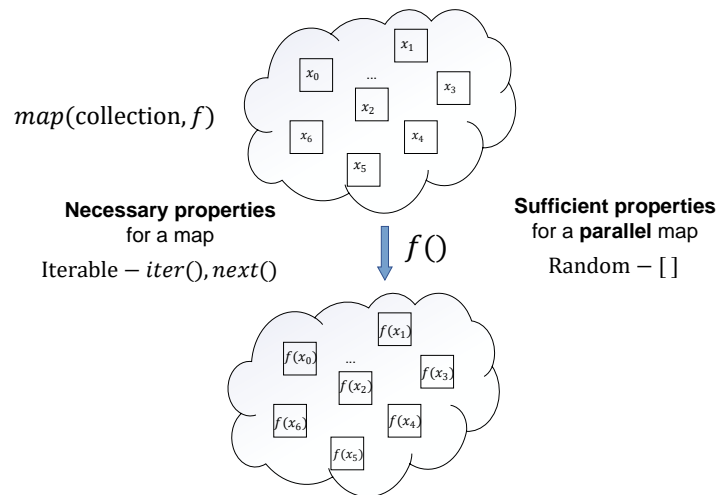 x₁
x₀
...
x₃
x₂
map(collection, f)
x₆
x₄
x₅
Necessary properties
for a map
Iterable − iter(), next()
f()
Sufficient properties
for a parallel map
Random − [ ]
f(x₁)
f(x₀)
...
f(x₃)
f(x₂)
f(x₆)
f(x₄)
f(x₅)